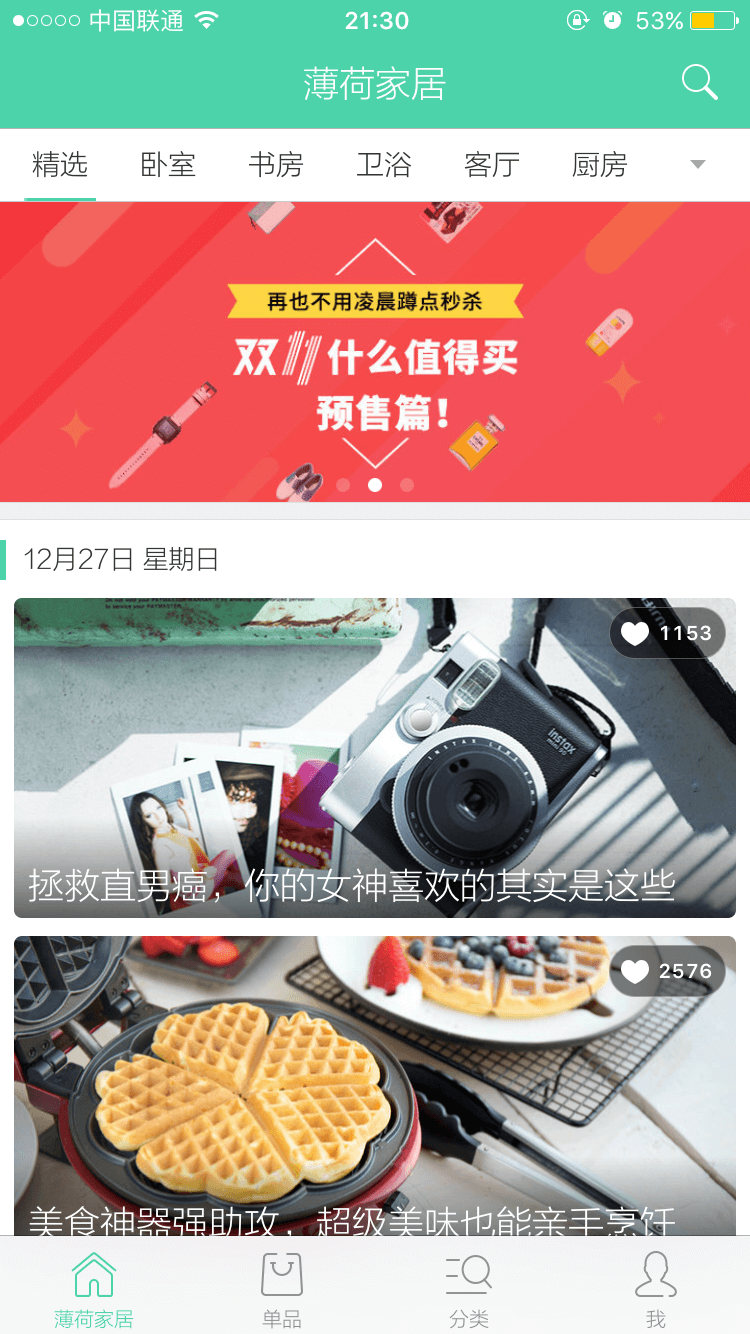 中国联通
21:30
53%
薄荷家居
精选
卧室
书房
卫浴
客厅
厨房
再也不用凌晨蹲点秒杀
双11什么值得买
预售篇!
12月27日 星期日
1153
instax
mini 90
INSTAX
拯救直男癌，你的女神喜欢的其实是这些
2576
美食神器强助攻，超级美味也能亲手烹饪
薄荷家居
单品
分类
我